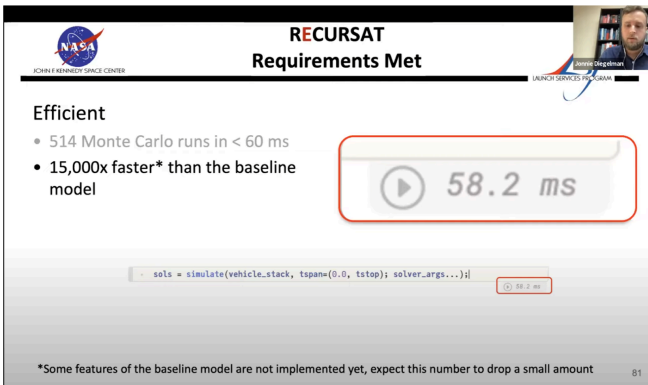 NASA
JOHN F. KENNEDY SPACE CENTER
RECURSAT
Requirements Met
Jonnie Diegelman
LAUNCH SERVICES PROGRAM
Efficient
• 514 Monte Carlo runs in < 60 ms
• 15,000x faster* than the baseline
model
58.2 ms
sols = simulate(vehicle_stack, tspan=(0.0, tstop); solver_args...);
58.2 ms
*Some features of the baseline model are not implemented yet, expect this number to drop a small amount
81